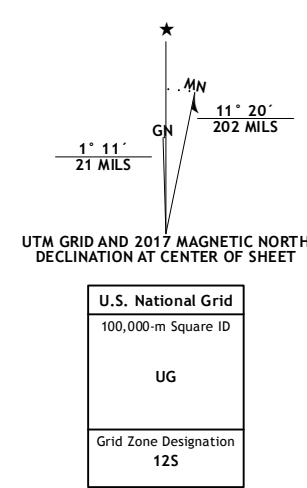 MN
GN
11° 20´
202 MILS
1° 11´
21 MILS
UTM GRID AND 2017 MAGNETIC NORTH
DECLINATION AT CENTER OF SHEET
U.S. National Grid
100,000-m Square ID
UG
Grid Zone Designation
12S